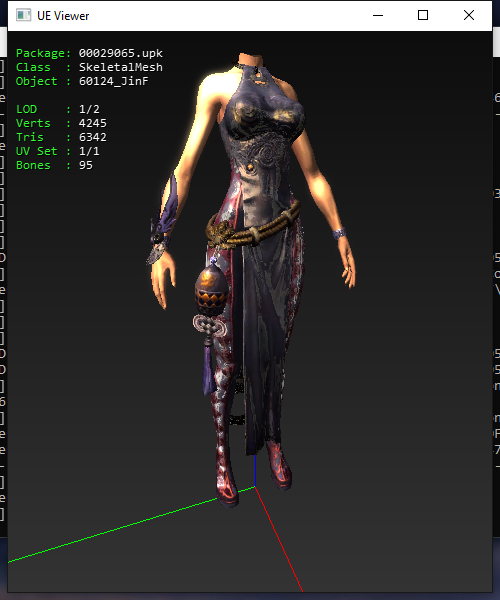 UE Viewer
Package: 00029065.upk
Class : SkeletalMesh
Object : 60124_JinF
LOD : 1/2
Verts : 4245
Tris : 6342
UV Set : 1/1
Bones : 95